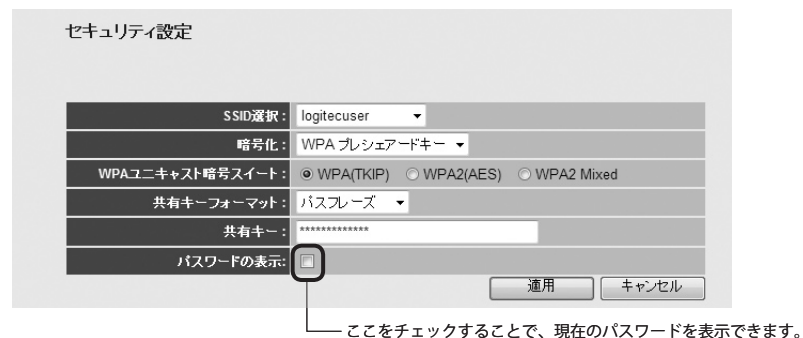 セキュリティ設定
SSID選択： logitecuser
暗号化： WPA プレシェアードキー
WPAユニキャスト暗号スイート： WPA(TKIP) WPA2(AES) WPA2 Mixed
共有キーフォーマット： パスフレーズ
共有キー： *************
パスワードの表示:
適用 キャンセル
ここをチェックすることで、現在のパスワードを表示できます。